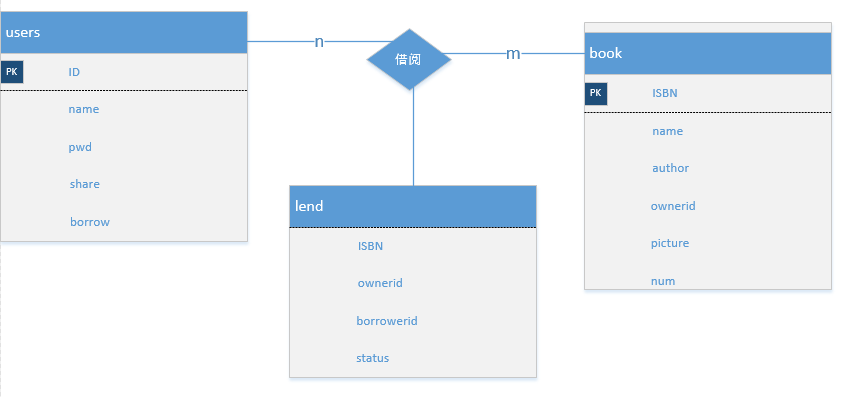 users
PK ID
name
pwd
share
borrow
n
借阅
m
book
PK ISBN
name
author
ownerid
picture
num
lend
ISBN
ownerid
borrowerid
status